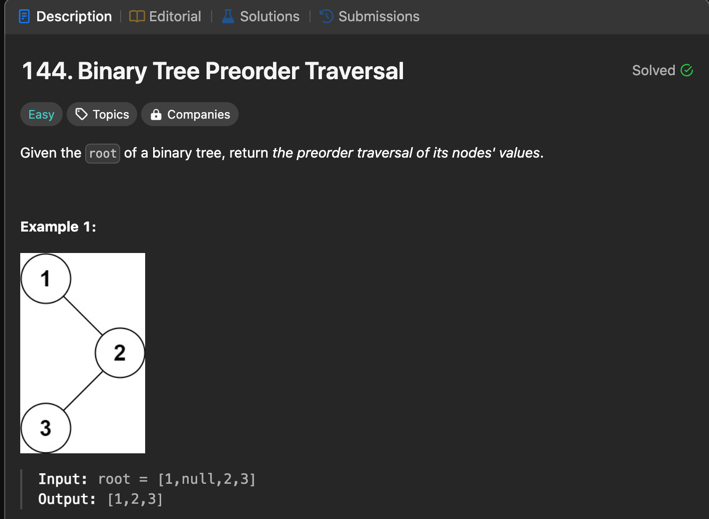 Description | Editorial | Solutions | Submissions
144. Binary Tree Preorder Traversal Solved
Easy Topics Companies
Given the root of a binary tree, return the preorder traversal of its nodes' values.
Example 1:
1
2
3
Input: root = [1,null,2,3]
Output: [1,2,3]